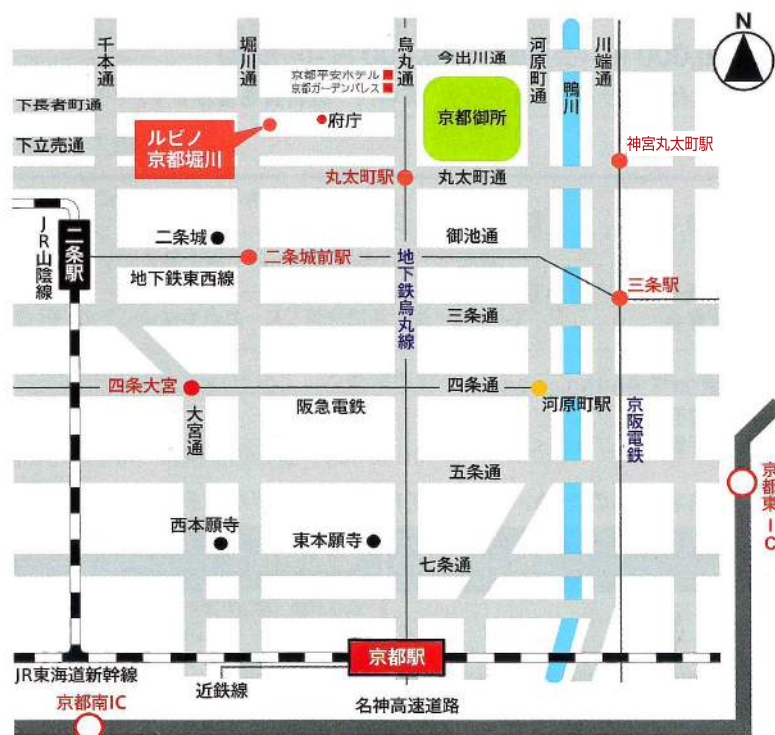 N
千本通
堀川通
烏丸通
今出川通
河原町通
川端通
鴨川
京都平安ホテル
京都ガーデンパレス
下長者町通
京都御所
ルビノ
京都堀川
府庁
下立売通
神宮丸太町駅
丸太町駅
丸太町通
JR山陰線
二条駅
二条城
御池通
二条城前駅
地下鉄東西線
地下鉄烏丸線
三条駅
三条通
四条大宮
四条通
阪急電鉄
河原町駅
大宮通
京阪電鉄
五条通
京都東IC
西本願寺
東本願寺
七条通
京都駅
JR東海道新幹線
近鉄線
京都南IC
名神高速道路